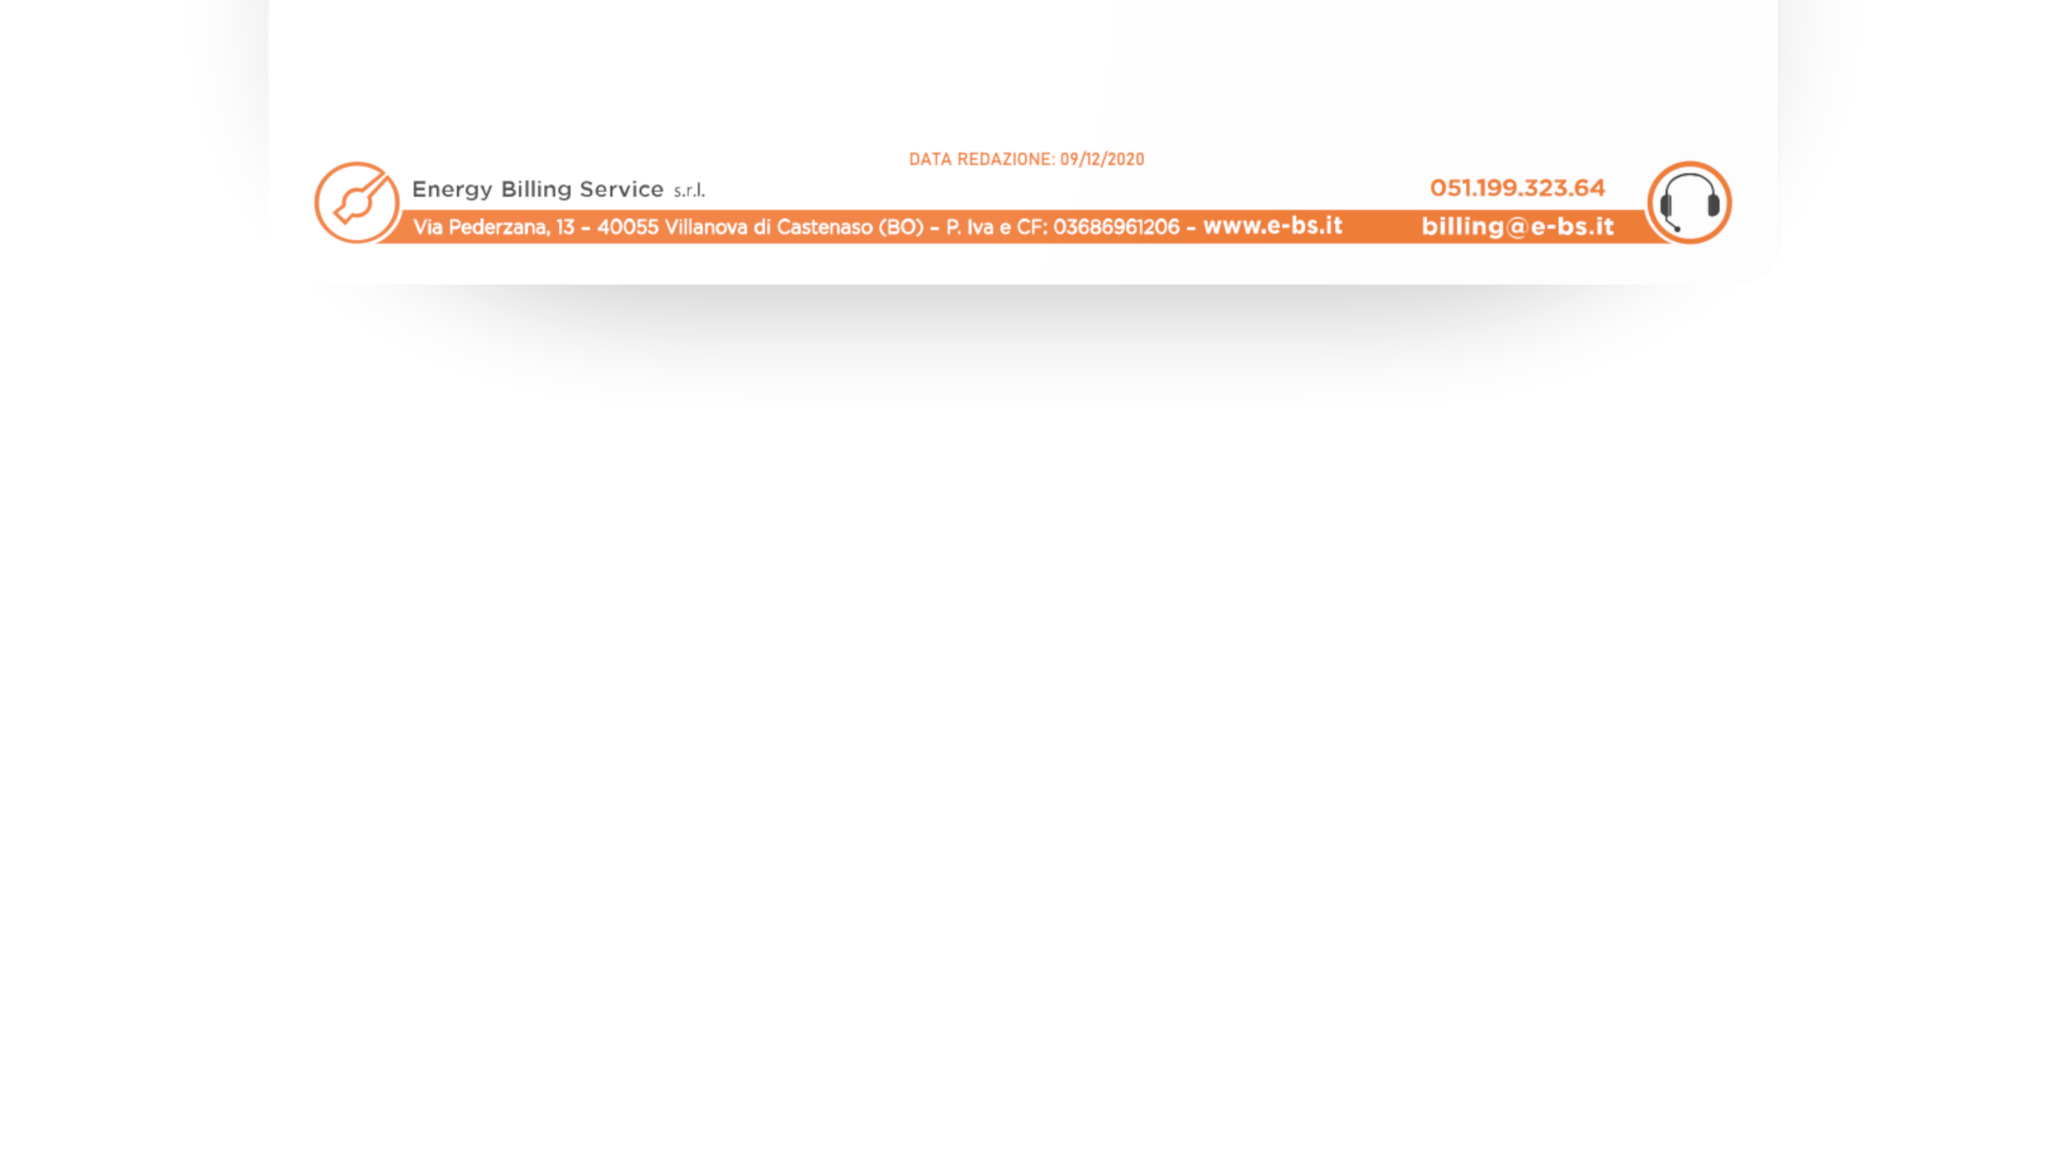 DATA REDAZIONE: 09/12/2020
Energy Billing Service s.r.l.
051.199.323.64
Via Pederzana, 13 - 40055 Villanova di Castenaso (BO) - P. Iva e CF: 03686961206 - www.e-bs.it
billing@e-bs.it